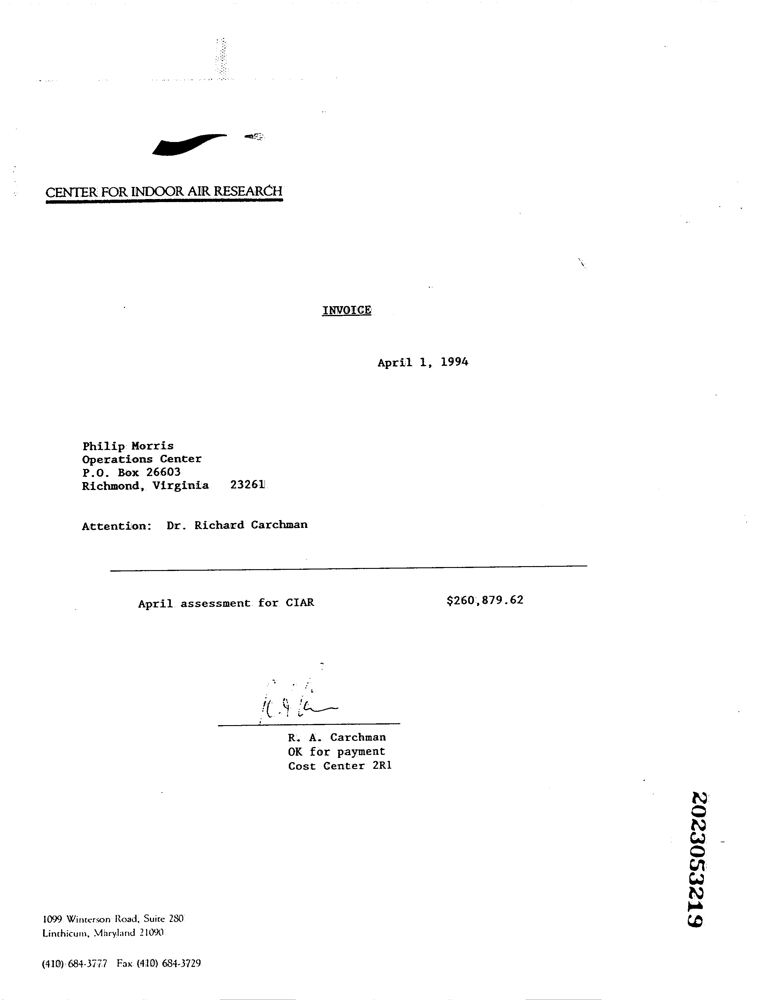 CENTER FOR INDOOR AIR RESEARCH
INVOICE
April 1, 1994
Philip Morris
Operations Center
P.O. Box 26603
Richmond, Virginia 23261
Attention: Dr. Richard Carchman
April assessment for CIAR $260,879.62
R. A. Carchman
OK for payment
Cost Center 2R1
2023053219
1099 Winterson Road, Suite 280
Linthicum, Maryland 21090
(410) 684-3777 Fax (410) 684-3729